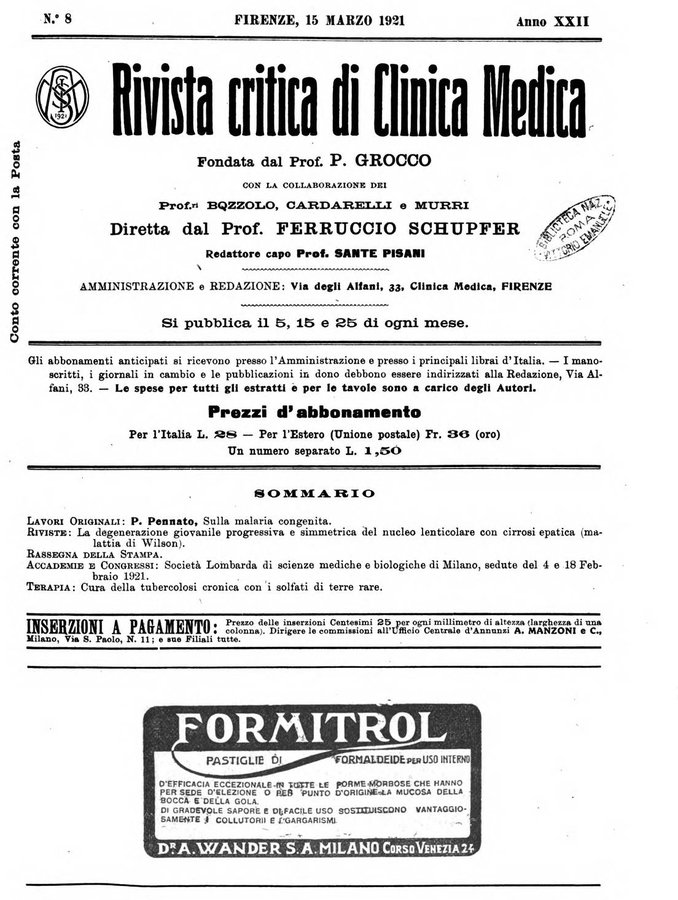 N.º 8 FIRENZE, 15 MARZO 1921 Anno XXII
1921
Rivista critica di Clinica Medica
Fondata dal Prof. P. GROCCO
CON LA COLLABORAZIONE DEI
Prof.ri BOZZOLO, CARDARELLI e MURRI
Diretta dal Prof. FERRUCCIO SCHUPFER
Redattore capo Prof. SANTE PISANI
BIBLIOTECA NAZ.
ROMA
VITTORIO EMANUELE
Conto corrente con la Posta
AMMINISTRAZIONE e REDAZIONE: Via degli Alfani, 33, Clinica Medica, FIRENZE
Si pubblica il 5, 15 e 25 di ogni mese.
Gli abbonamenti anticipati si ricevono presso l'Amministrazione e presso i principali librai d'Italia. — I mano-
scritti, i giornali in cambio e le pubblicazioni in dono debbono essere indirizzati alla Redazione, Via Al-
fani, 33. — Le spese per tutti gli estratti e per le tavole sono a carico degli Autori.
Prezzi d'abbonamento
Per l'Italia L. 28 — Per l'Estero (Unione postale) Fr. 36 (oro)
Un numero separato L. 1,50
SOMMARIO
LAVORI ORIGINALI: P. Pennato, Sulla malaria congenita.
RIVISTE: La degenerazione giovanile progressiva e simmetrica del nucleo lenticolare con cirrosi epatica (ma-
lattia di Wilson).
RASSEGNA DELLA STAMPA.
ACCADEMIE E CONGRESSI: Società Lombarda di scienze mediche e biologiche di Milano, sedute del 4 e 18 Feb-
braio 1921.
TERAPIA: Cura della tubercolosi cronica con i solfati di terre rare.
INSERZIONI A PAGAMENTO: Prezzo delle inserzioni Centesimi 25 per ogni millimetro di altezza (larghezza di una
colonna). Dirigere le commissioni all'Ufficio Centrale d'Annunzi A. MANZONI e C.,
Milano, Via S. Paolo, N. 11; e sue Filiali tutte.
FORMITROL
PASTIGLIE DI FORMALDEIDE PER USO INTERNO
D'EFFICACIA ECCEZIONALE IN TUTTE LE FORME MORBOSE CHE HANNO
PER SEDE D'ELEZIONE O PER PUNTO D'ORIGINE LA MUCOSA DELLA
BOCCA E DELLA GOLA.
DI GRADEVOLE SAPORE E DI FACILE USO SOSTITUISCONO VANTAGGIO-
SAMENTE I COLLUTORI E I GARGARISMI.
DR. A. WANDER S.A. MILANO CORSO VENEZIA 24